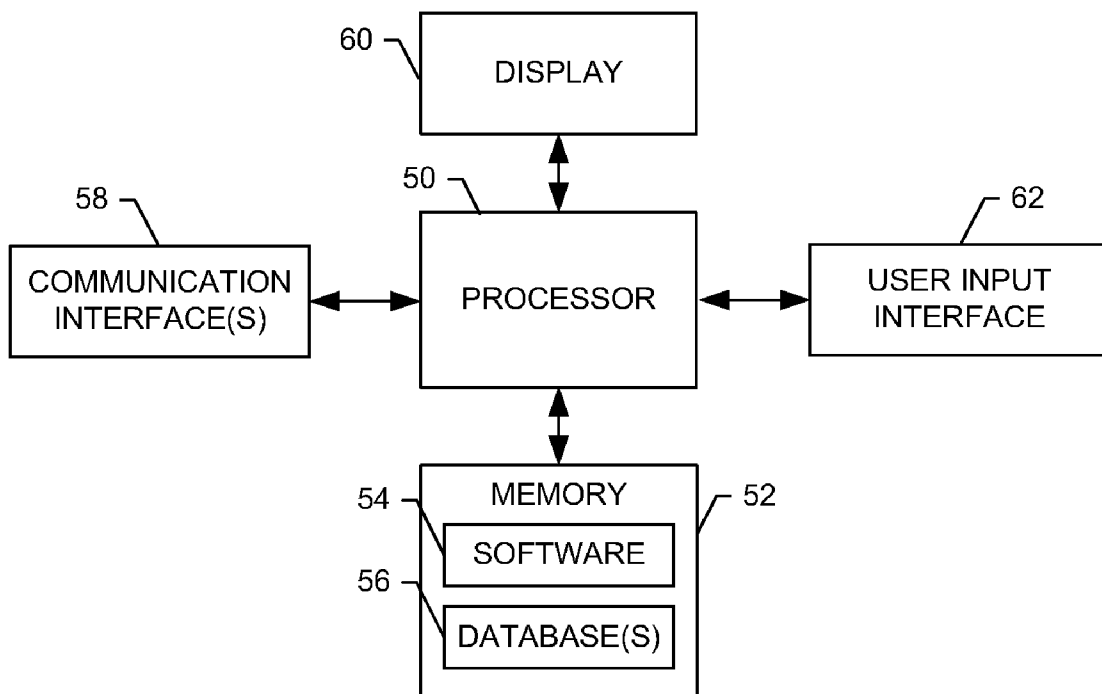 60
DISPLAY
50
58
62
COMMUNICATION
INTERFACE(S)
PROCESSOR
USER INPUT
INTERFACE
MEMORY
54
52
SOFTWARE
56
DATABASE(S)